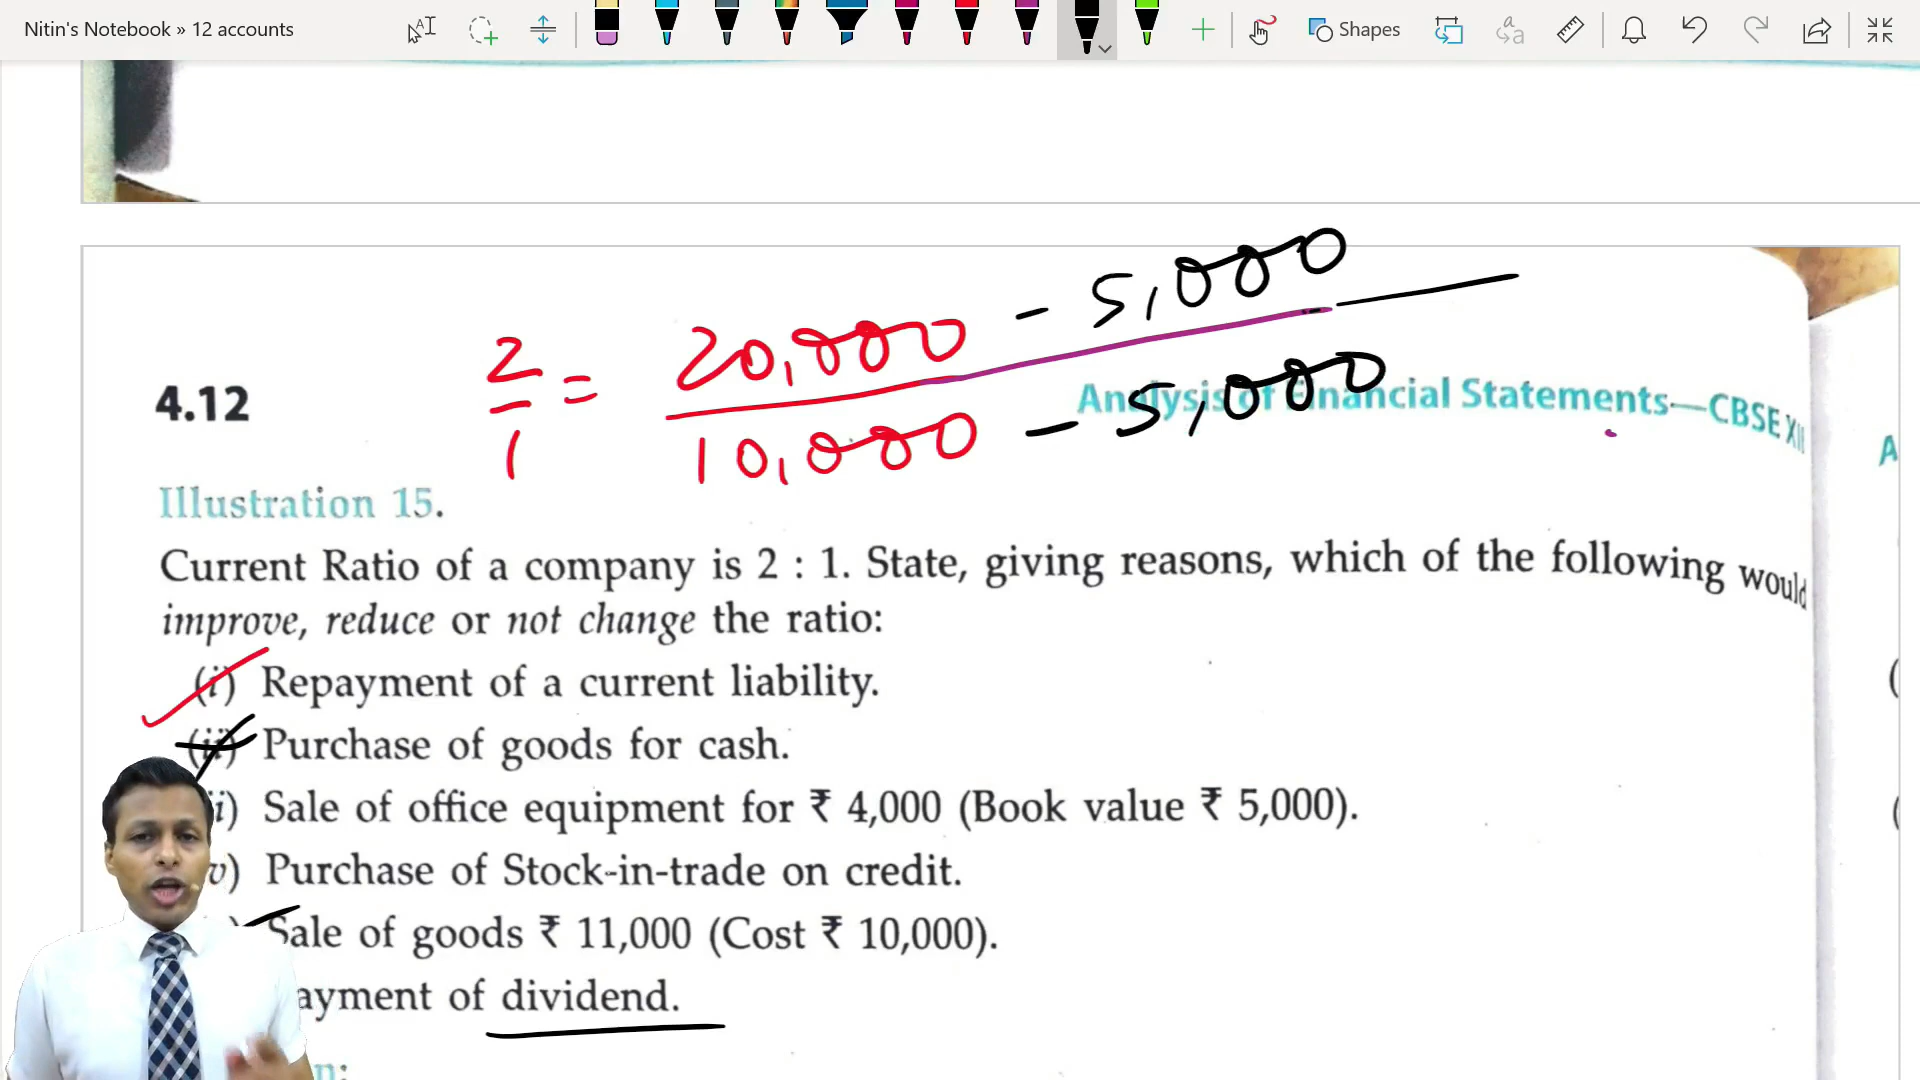 Nitin's Notebook » 12 accounts
Shapes
2/1 = 20,000 - 5,000 / 10,000 - 5,000
4.12
Analysis of Financial Statements—CBSE XII
A
Illustration 15.
Current Ratio of a company is 2 : 1. State, giving reasons, which of the following would
improve, reduce or not change the ratio:
(i) Repayment of a current liability.
(ii) Purchase of goods for cash.
i) Sale of office equipment for ₹ 4,000 (Book value ₹ 5,000).
v) Purchase of Stock-in-trade on credit.
) Sale of goods ₹ 11,000 (Cost ₹ 10,000).
ayment of dividend.
n: